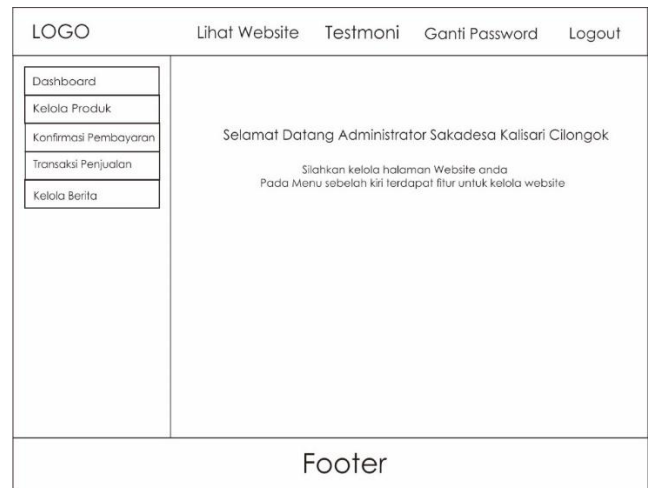 LOGO
Lihat Website Testmoni Ganti Password Logout
Dashboard
Kelola Produk
Konfirmasi Pembayaran
Transaksi Penjualan
Kelola Berita
Selamat Datang Administrator Sakadesa Kalisari Cilongok
Silahkan kelola halaman Website anda
Pada Menu sebelah kiri terdapat fitur untuk kelola website
Footer